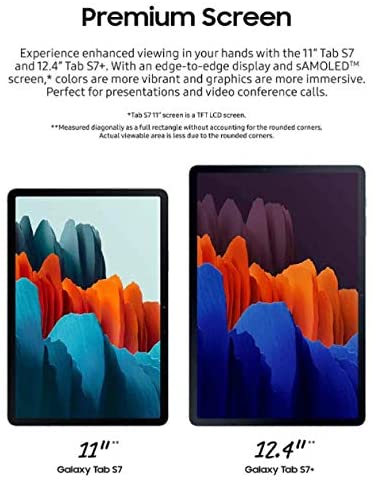 Premium Screen
Experience enhanced viewing in your hands with the 11" Tab S7
and 12.4" Tab S7+. With an edge-to-edge display and sAMOLED™
screen,* colors are more vibrant and graphics are more immersive.
Perfect for presentations and video conference calls.
*Tab S7 11" screen is a TFT LCD screen.
**Measured diagonally as a full rectangle without accounting for the rounded corners.
Actual viewable area is less due to the rounded corners.
11"** 12.4"**
Galaxy Tab S7 Galaxy Tab S7+